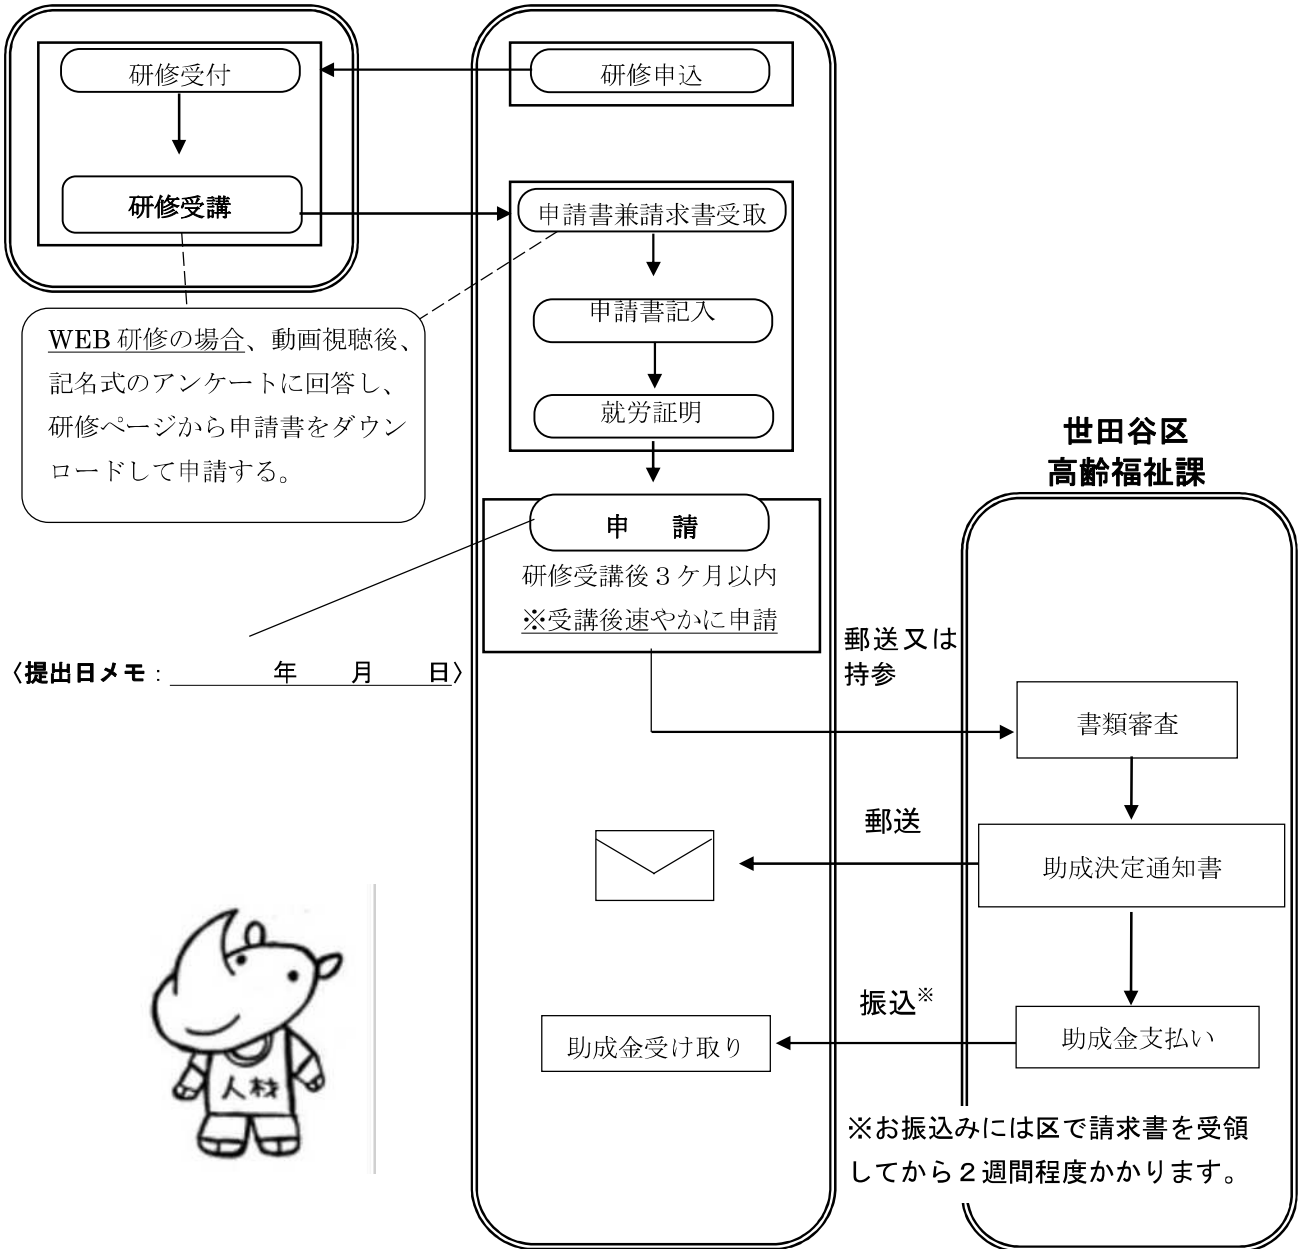 研修受付
研修申込
研修受講
申請書兼請求書受取
申請書記入
就労証明
WEB 研修の場合、動画視聴後、
記名式のアンケートに回答し、
研修ページから申請書をダウン
ロードして申請する。
申　請
研修受講後３ケ月以内
※受講後速やかに申請
〈提出日メモ：　　　　年　　月　　日〉
世田谷区
高齢福祉課
郵送又は
持参
書類審査
郵送
助成決定通知書
振込※
助成金受け取り
助成金支払い
※お振込みには区で請求書を受領
してから２週間程度かかります。
人材